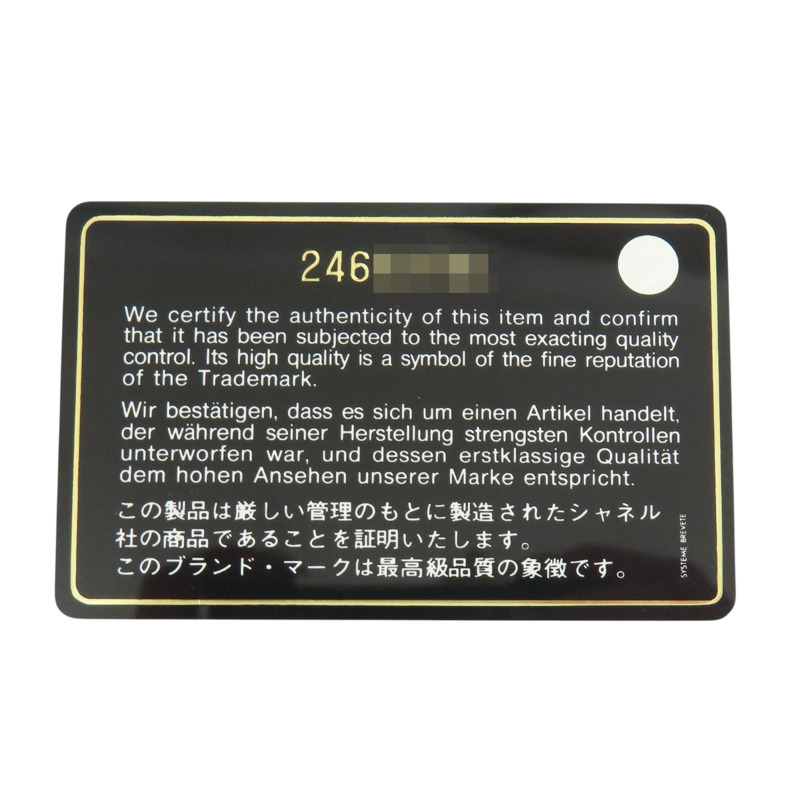 246
We certify the authenticity of this item and confirm
that it has been subjected to the most exacting quality
control. Its high quality is a symbol of the fine reputation
of the Trademark.
Wir bestätigen, dass es sich um einen Artikel handelt,
der während seiner Herstellung strengsten Kontrollen
unterworfen war, und dessen erstklassige Qualität
dem hohen Ansehen unserer Marke entspricht.
この製品は厳しい管理のもとに製造されたシャネル
社の商品であることを証明いたします。
このブランド・マークは最高級品質の象徴です。
SYSTEME BREVETE